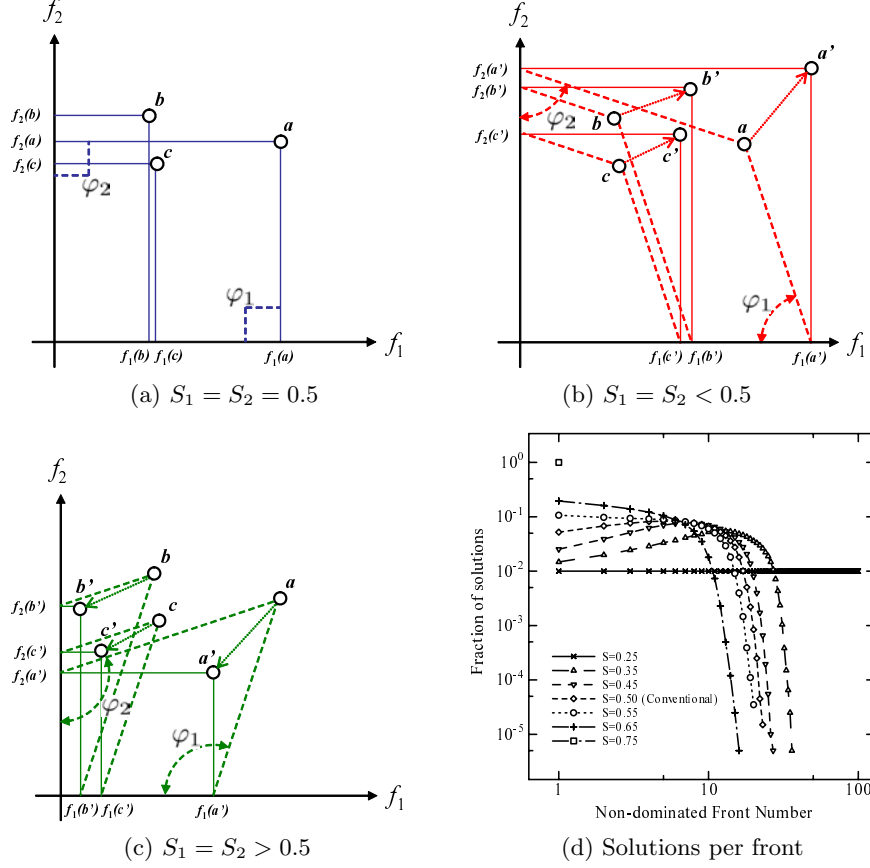 f₂
f₂(b)
f₂(a)
f₂(c)
b
a
c
φ₂
φ₁
f₁(b) f₁(c) f₁(a)
f₁
(a) S₁ = S₂ = 0.5
f₂
f₂(a')
f₂(b')
f₂(c')
a'
b'
b
a
c'
c
φ₂
φ₁
f₁(c') f₁(b') f₁(a')
f₁
(b) S₁ = S₂ < 0.5
f₂
f₂(b')
f₂(c')
f₂(a')
b
b'
a
c
c'
a'
φ₂
φ₁
f₁(b') f₁(c') f₁(a')
f₁
(c) S₁ = S₂ > 0.5
Fraction of solutions
10⁰
10⁻¹
10⁻²
10⁻³
10⁻⁴
10⁻⁵
S=0.25
S=0.35
S=0.45
S=0.50 (Conventional)
S=0.55
S=0.65
S=0.75
1 10 100
Non-dominated Front Number
(d) Solutions per front